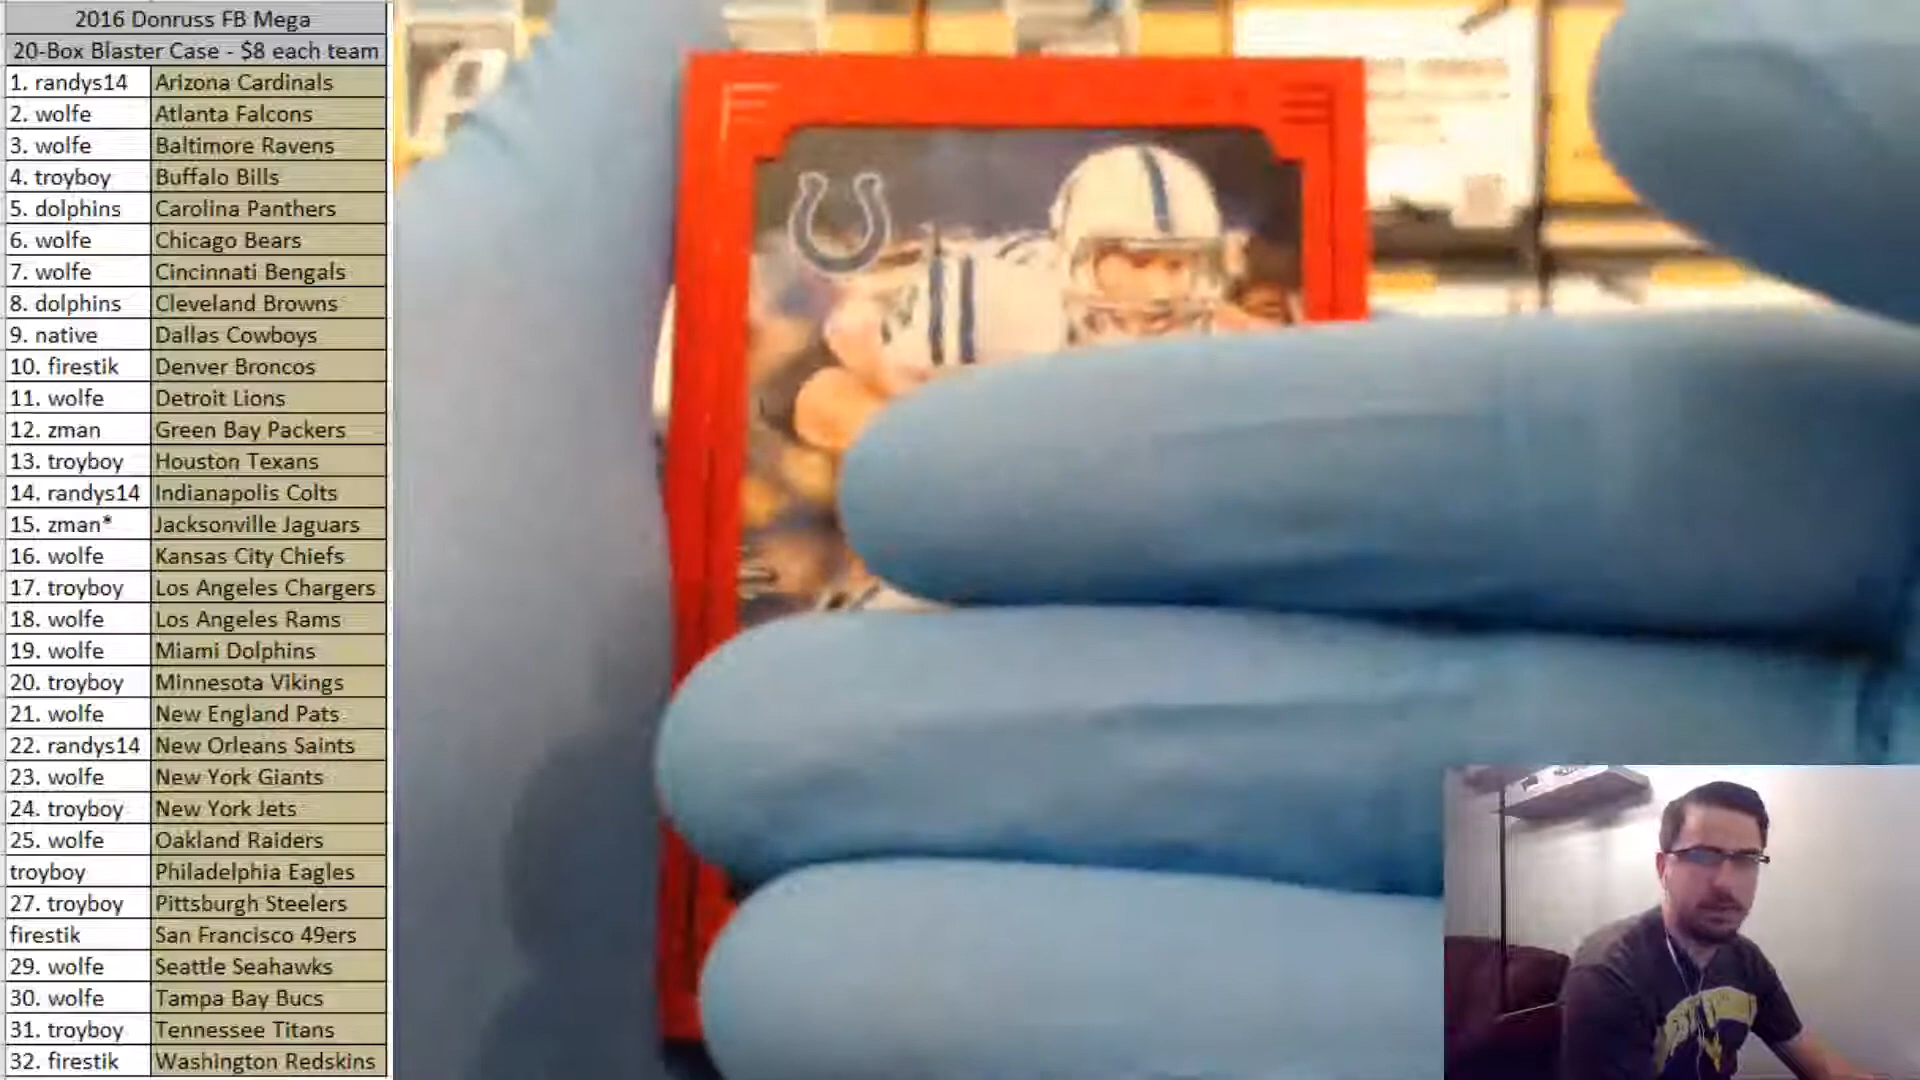 2016 Donruss FB Mega
20-Box Blaster Case - $8 each team
1. randys14 Arizona Cardinals
2. wolfe Atlanta Falcons
3. wolfe Baltimore Ravens
4. troyboy Buffalo Bills
5. dolphins Carolina Panthers
6. wolfe Chicago Bears
7. wolfe Cincinnati Bengals
8. dolphins Cleveland Browns
9. native Dallas Cowboys
10. firestik Denver Broncos
11. wolfe Detroit Lions
12. zman Green Bay Packers
13. troyboy Houston Texans
14. randys14 Indianapolis Colts
15. zman* Jacksonville Jaguars
16. wolfe Kansas City Chiefs
17. troyboy Los Angeles Chargers
18. wolfe Los Angeles Rams
19. wolfe Miami Dolphins
20. troyboy Minnesota Vikings
21. wolfe New England Pats
22. randys14 New Orleans Saints
23. wolfe New York Giants
24. troyboy New York Jets
25. wolfe Oakland Raiders
troyboy Philadelphia Eagles
27. troyboy Pittsburgh Steelers
firestik San Francisco 49ers
29. wolfe Seattle Seahawks
30. wolfe Tampa Bay Bucs
31. troyboy Tennessee Titans
32. firestik Washington Redskins